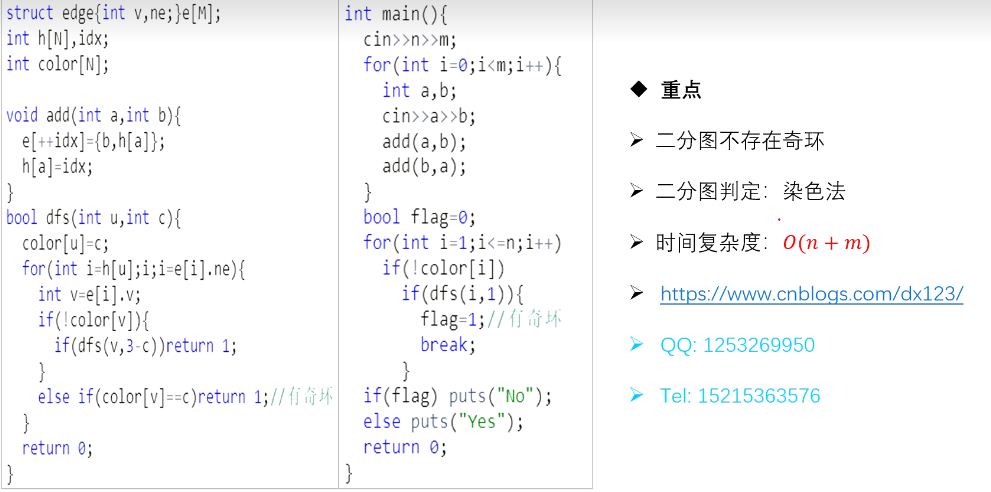 struct edge{int v,ne;}e[M];
int h[N],idx;
int color[N];
void add(int a,int b){
  e[++idx]={b,h[a]};
  h[a]=idx;
}
bool dfs(int u,int c){
  color[u]=c;
  for(int i=h[u];i;i=e[i].ne){
    int v=e[i].v;
    if(!color[v]){
      if(dfs(v,3-c))return 1;
    }
    else if(color[v]==c)return 1;//有奇环
  }
  return 0;
}
int main(){
  cin>>n>>m;
  for(int i=0;i<m;i++){
    int a,b;
    cin>>a>>b;
    add(a,b);
    add(b,a);
  }
  bool flag=0;
  for(int i=1;i<=n;i++)
    if(!color[i])
      if(dfs(i,1)){
        flag=1;//有奇环
        break;
      }
  if(flag) puts("No");
  else puts("Yes");
  return 0;
}
◆ 重点
➢ 二分图不存在奇环
➢ 二分图判定：染色法
➢ 时间复杂度：O(n + m)
➢ https://www.cnblogs.com/dx123/
➢ QQ: 1253269950
➢ Tel: 15215363576